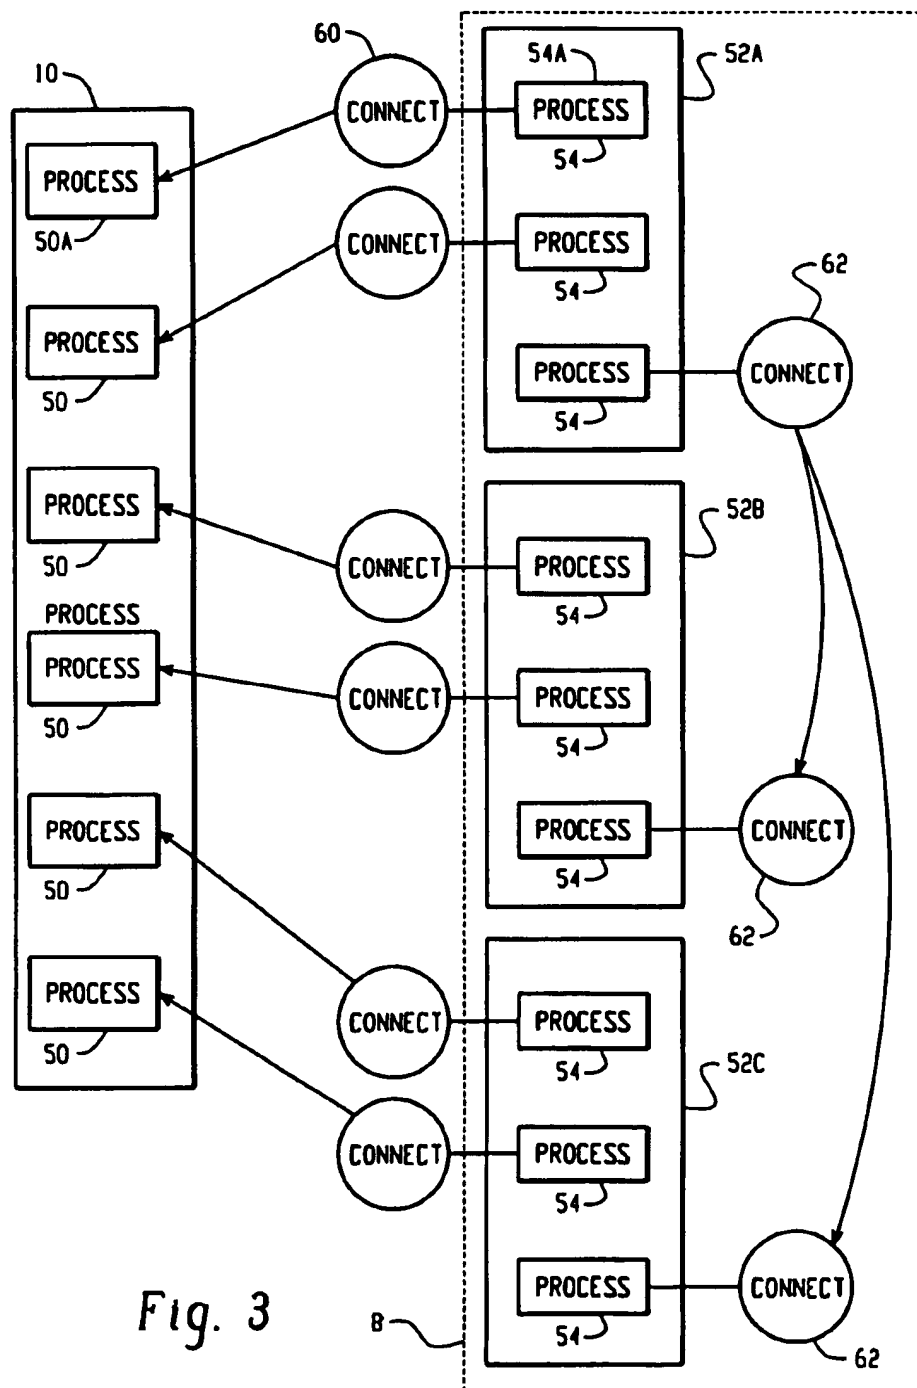 60
52A
54A
10
CONNECT
PROCESS
54
PROCESS
50A
CONNECT
PROCESS
54
62
PROCESS
50
PROCESS
54
CONNECT
PROCESS
50
52B
CONNECT
PROCESS
54
PROCESS
PROCESS
50
CONNECT
PROCESS
54
PROCESS
50
PROCESS
54
CONNECT
62
PROCESS
50
CONNECT
PROCESS
54
52C
CONNECT
PROCESS
54
PROCESS
54
CONNECT
62
Fig. 3
8